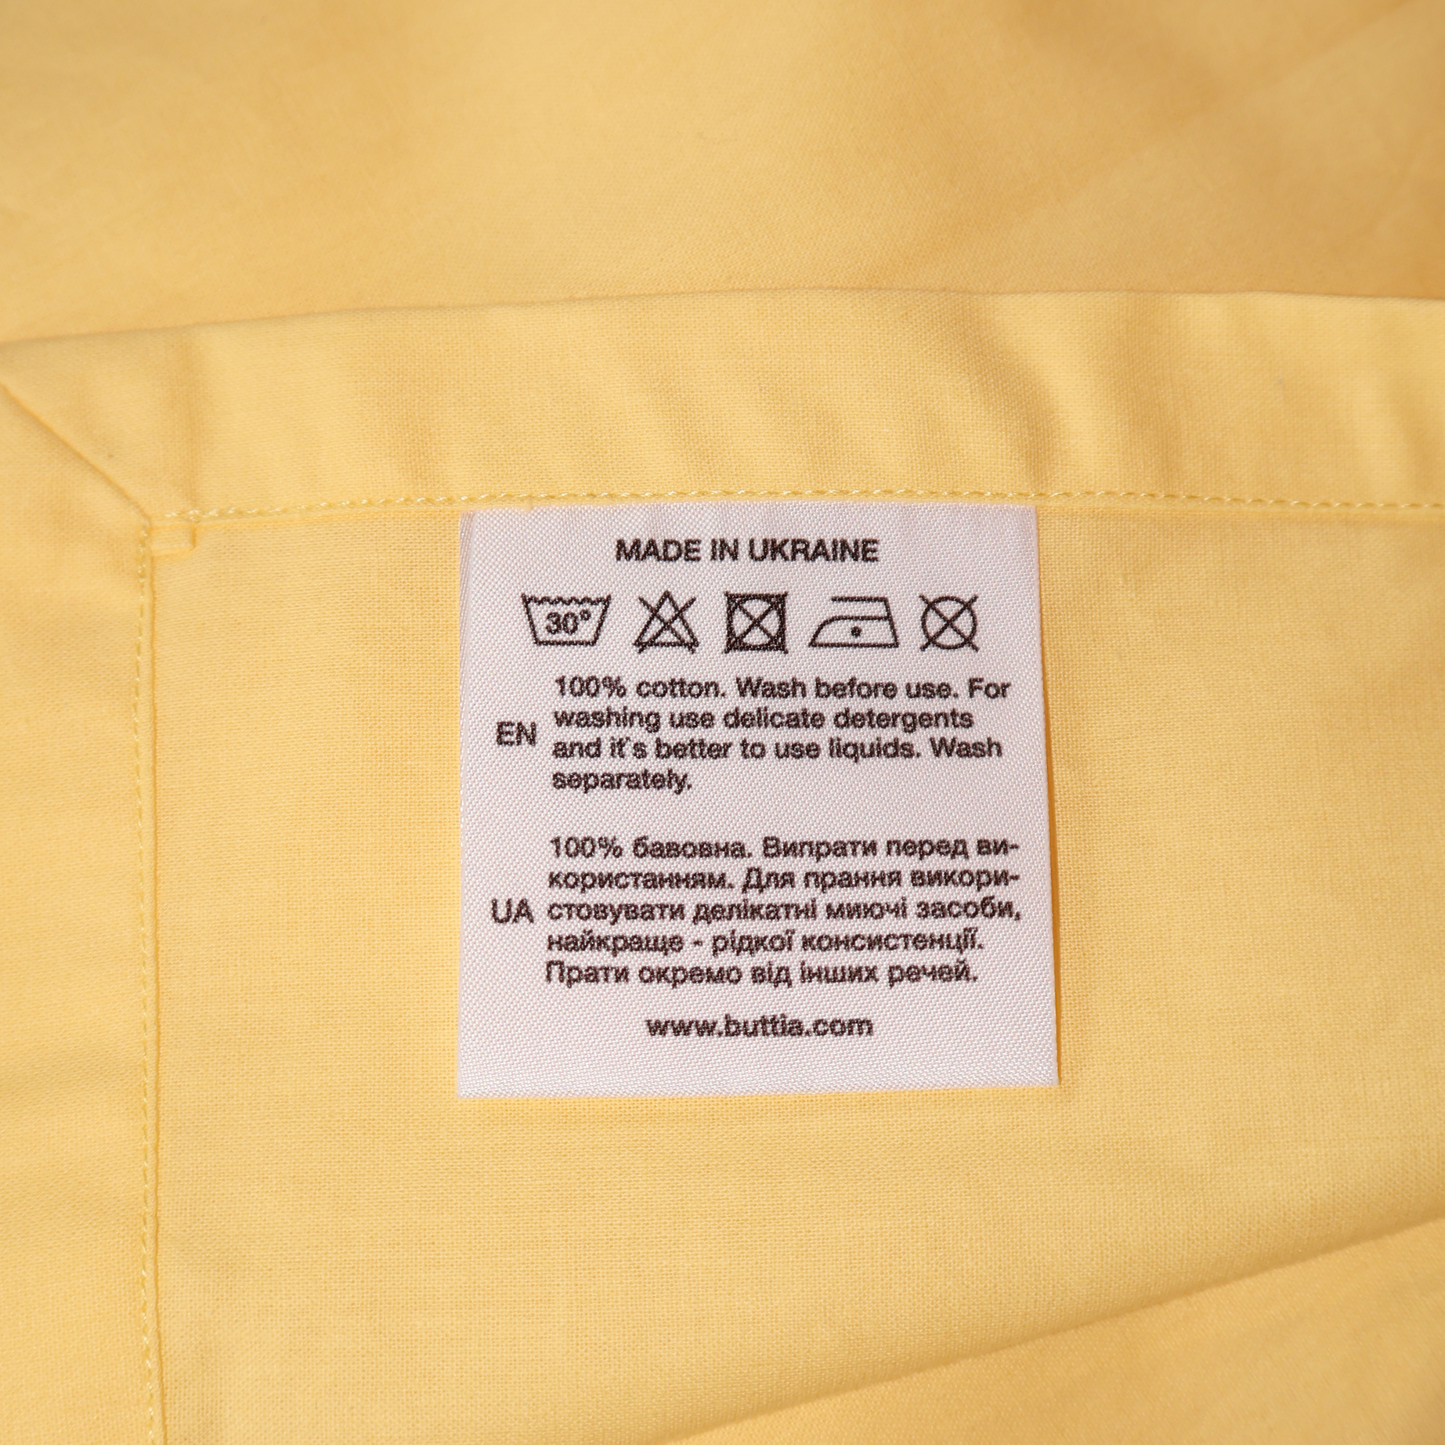 MADE IN UKRAINE
30°
EN
100% cotton. Wash before use. For
washing use delicate detergents
and it`s better to use liquids. Wash
separately.
UA
100% бавовна. Випрати перед ви-
користанням. Для прання викори-
стовувати делікатні миючі засоби,
найкраще - рідкої консистенції.
Прати окремо від інших речей.
www.buttia.com